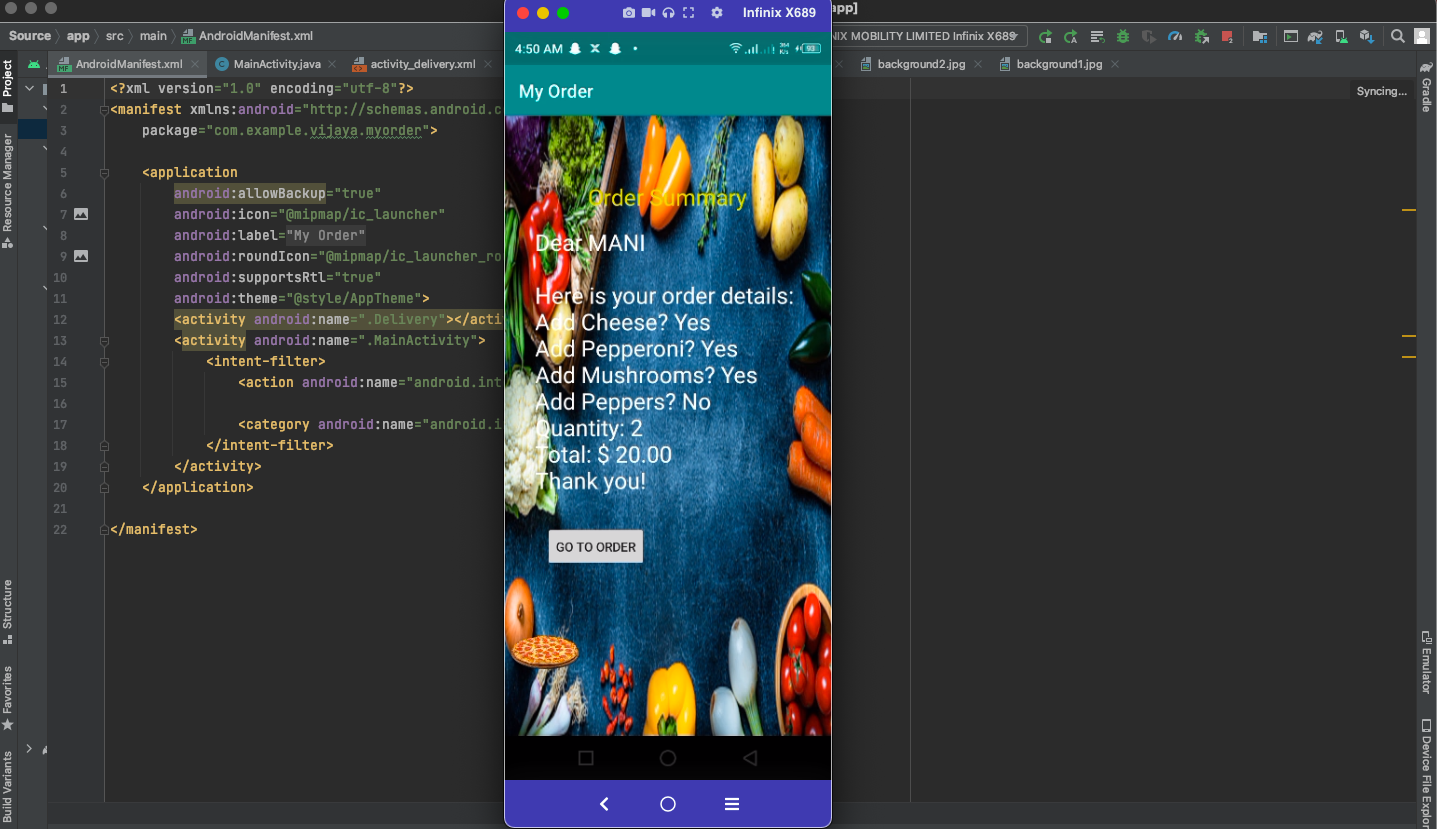 Infinix X689
app]
Source
app
src
main
AndroidManifest.xml
NIX MOBILITY LIMITED Infinix X689
AndroidManifest.xml
MainActivity.java
activity_delivery.xml
background2.jpg
background1.jpg
Syncing...
Project
Resource Manager
Structure
Favorites
Build Variants
Gradle
Emulator
Device File Explor
1 <?xml version="1.0" encoding="utf-8"?>
2 <manifest xmlns:android="http://schemas.android.c
3 package="com.example.vijaya.myorder">
4
5 <application
6 android:allowBackup="true"
7 android:icon="@mipmap/ic_launcher"
8 android:label="My Order"
9 android:roundIcon="@mipmap/ic_launcher_ro
10 android:supportsRtl="true"
11 android:theme="@style/AppTheme">
12 <activity android:name=".Delivery"></acti
13 <activity android:name=".MainActivity">
14 <intent-filter>
15 <action android:name="android.int
16
17 <category android:name="android.i
18 </intent-filter>
19 </activity>
20 </application>
21
22 </manifest>
4:50 AM
93
My Order
Order Summary
Dear MANI
Here is your order details:
Add Cheese? Yes
Add Pepperoni? Yes
Add Mushrooms? Yes
Add Peppers? No
Quantity: 2
Total: $ 20.00
Thank you!
GO TO ORDER